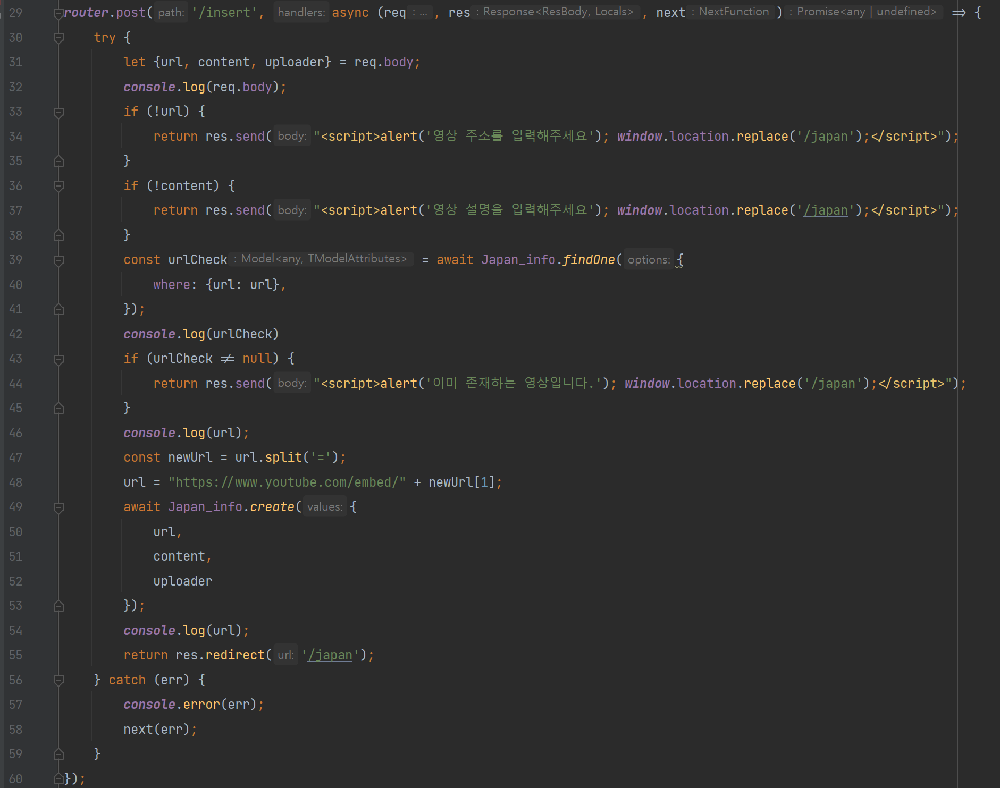 29 router.post( path: '/insert', handlers: async (req : ... , res : Response<ResBody, Locals> , next : NextFunction ) : Promise<any | undefined> => {
30 try {
31 let {url, content, uploader} = req.body;
32 console.log(req.body);
33 if (!url) {
34 return res.send( body: "<script>alert('영상 주소를 입력해주세요'); window.location.replace('/japan');</script>");
35 }
36 if (!content) {
37 return res.send( body: "<script>alert('영상 설명을 입력해주세요'); window.location.replace('/japan');</script>");
38 }
39 const urlCheck : Model<any, TModelAttributes> = await Japan_info.findOne( options: {
40 where: {url: url},
41 });
42 console.log(urlCheck)
43 if (urlCheck != null) {
44 return res.send( body: "<script>alert('이미 존재하는 영상입니다.'); window.location.replace('/japan');</script>");
45 }
46 console.log(url);
47 const newUrl = url.split('=');
48 url = "https://www.youtube.com/embed/" + newUrl[1];
49 await Japan_info.create( values: {
50 url,
51 content,
52 uploader
53 });
54 console.log(url);
55 return res.redirect( url: '/japan');
56 } catch (err) {
57 console.error(err);
58 next(err);
59 }
60 });